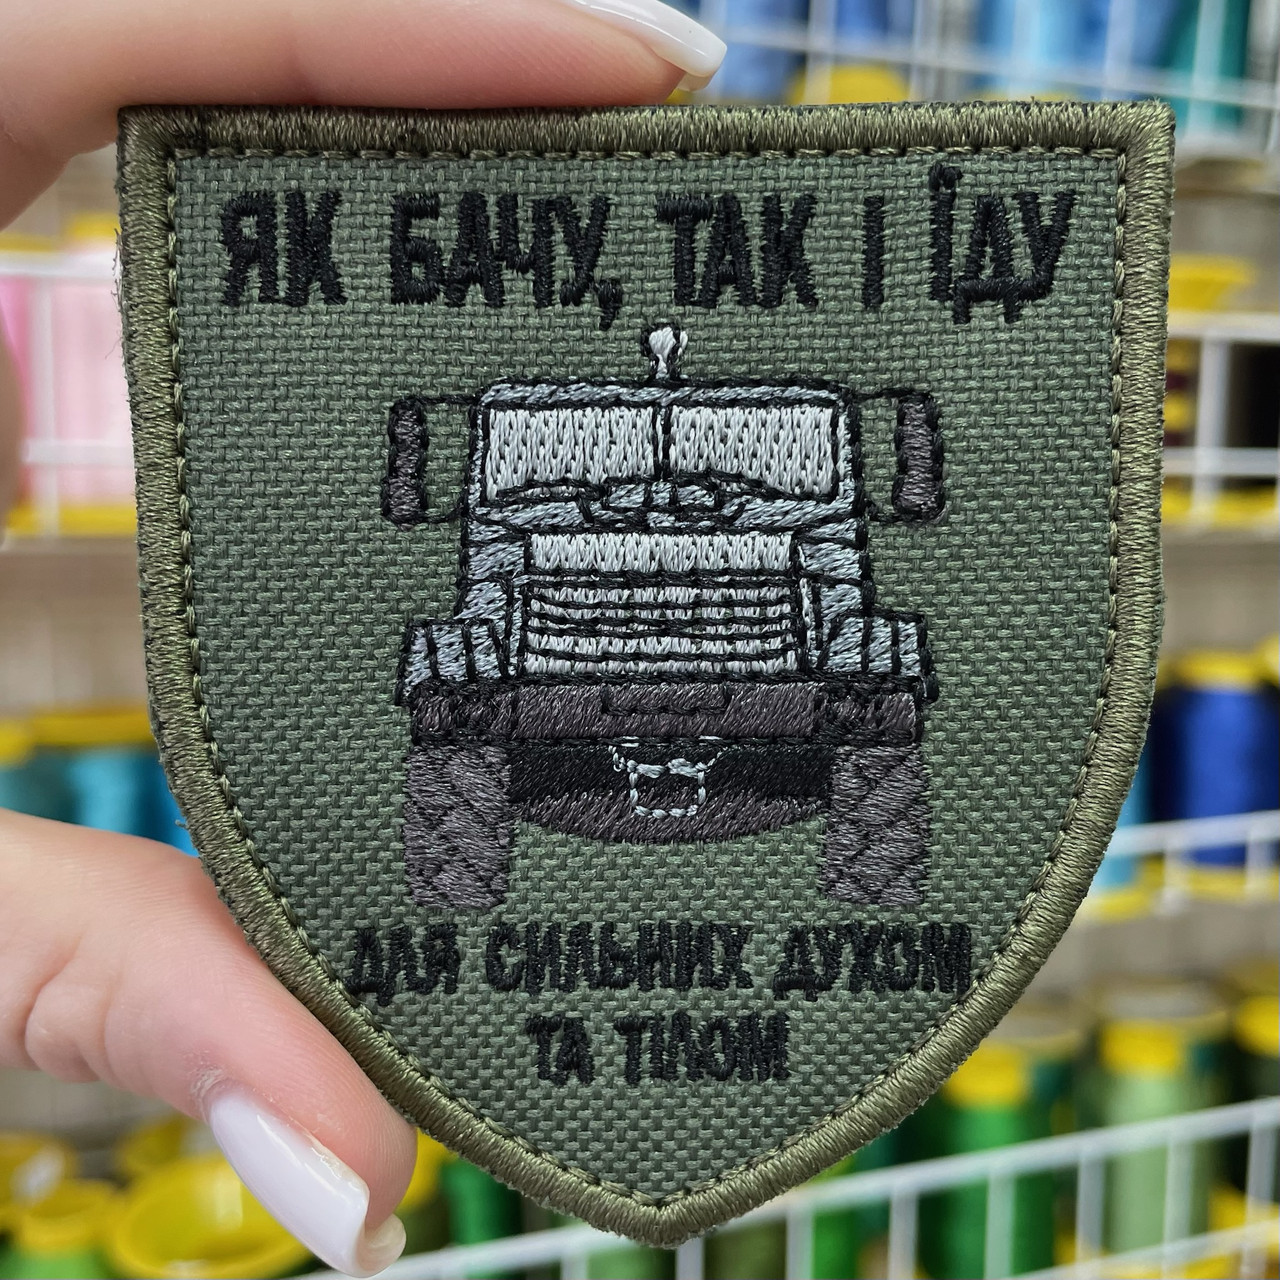 ЯК БАЧУ, ТАК І ЇДУ
ДЛЯ СИЛЬНИХ ДУХОМ
ТА ТІЛОМ